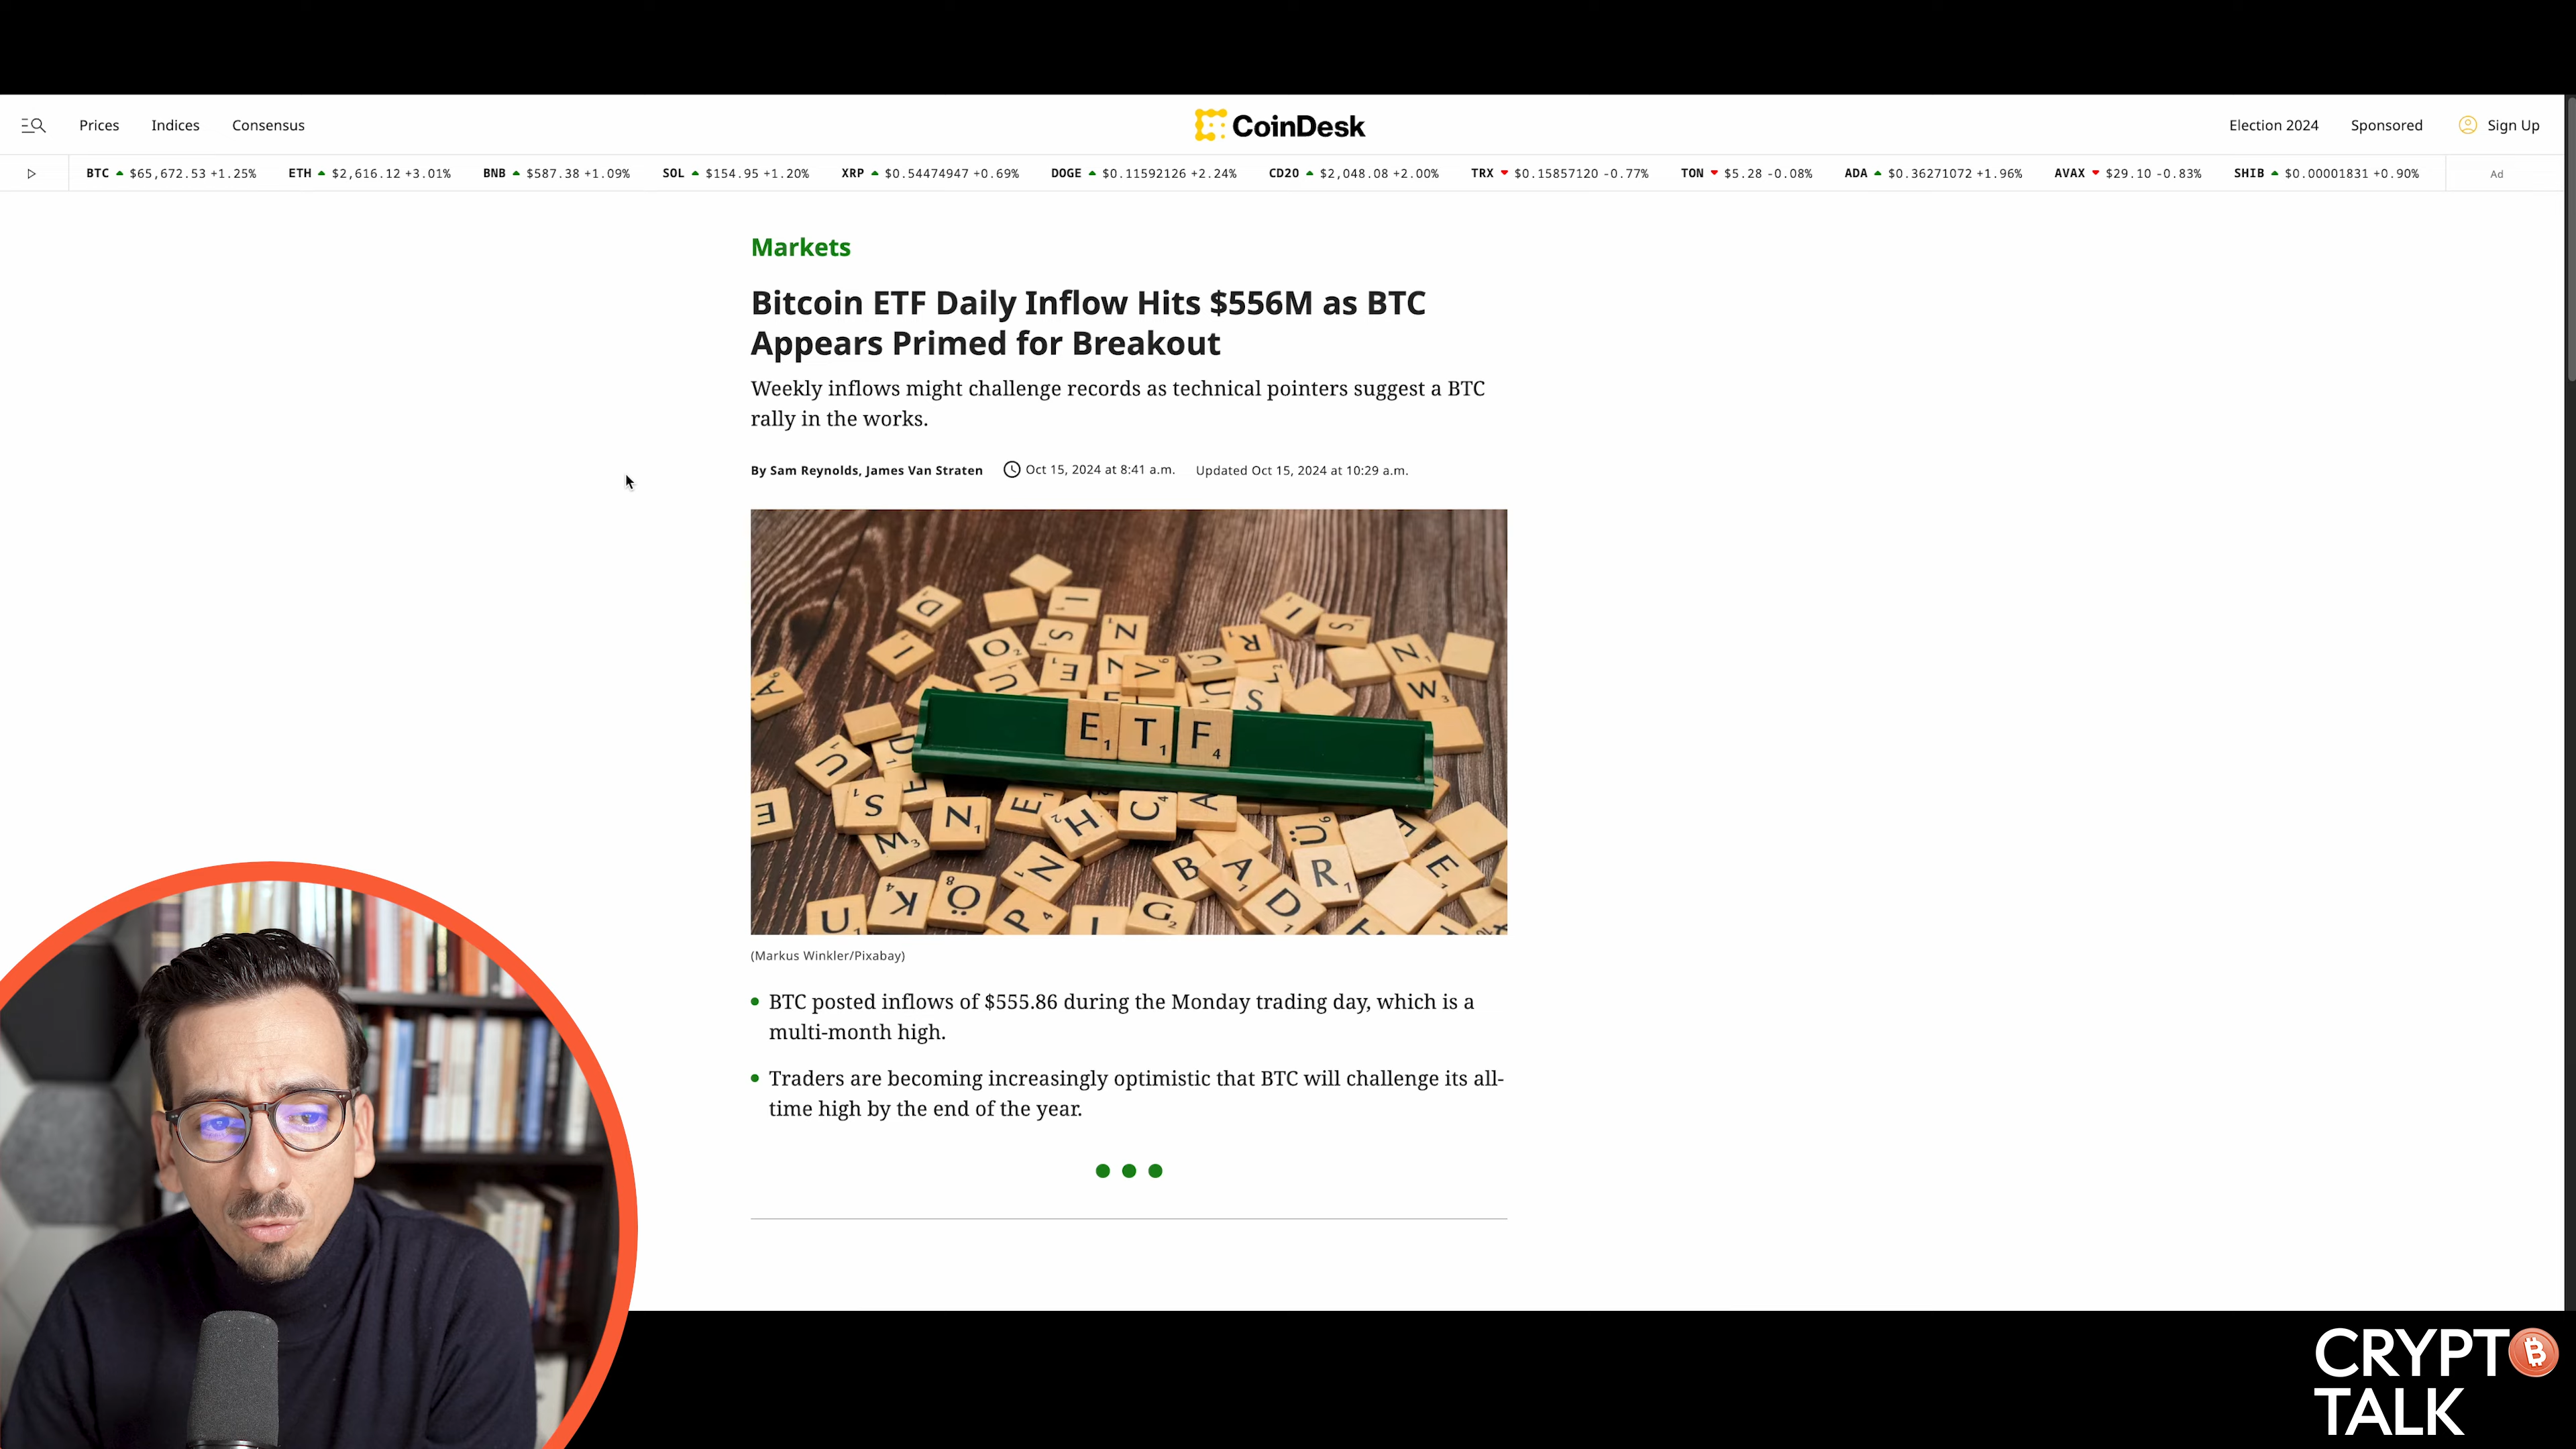 Prices Indices Consensus CoinDesk Election 2024 Sponsored Sign Up
BTC $65,672.53 +1.25% ETH $2,616.12 +3.01% BNB $587.38 +1.09% SOL $154.95 +1.20% XRP $0.54474947 +0.69% DOGE $0.11592126 +2.24% CD20 $2,048.08 +2.00% TRX $0.15857120 -0.77% TON $5.28 -0.08% ADA $0.36271072 +1.96% AVAX $29.10 -0.83% SHIB $0.00001831 +0.90% Ad
Markets
Bitcoin ETF Daily Inflow Hits $556M as BTC
Appears Primed for Breakout
Weekly inflows might challenge records as technical pointers suggest a BTC
rally in the works.
By Sam Reynolds, James Van Straten Oct 15, 2024 at 8:41 a.m. Updated Oct 15, 2024 at 10:29 a.m.
ETF
(Markus Winkler/Pixabay)
BTC posted inflows of $555.86 during the Monday trading day, which is a
multi-month high.
Traders are becoming increasingly optimistic that BTC will challenge its all-
time high by the end of the year.
CRYPTO
TALK